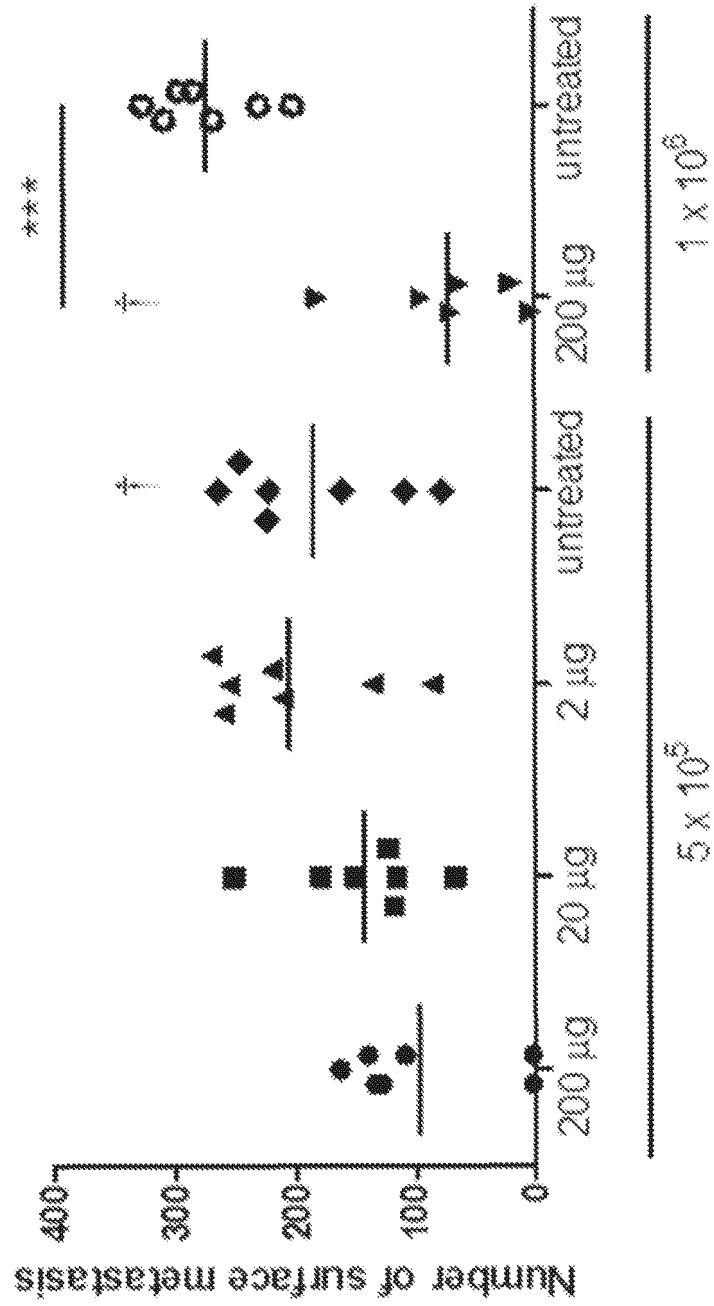 Number of surface metastasis
400
300
200
100
0
***
† †
200 µg 20 µg 2 µg untreated 200 µg untreated
5 x 10⁵ 1 x 10⁶